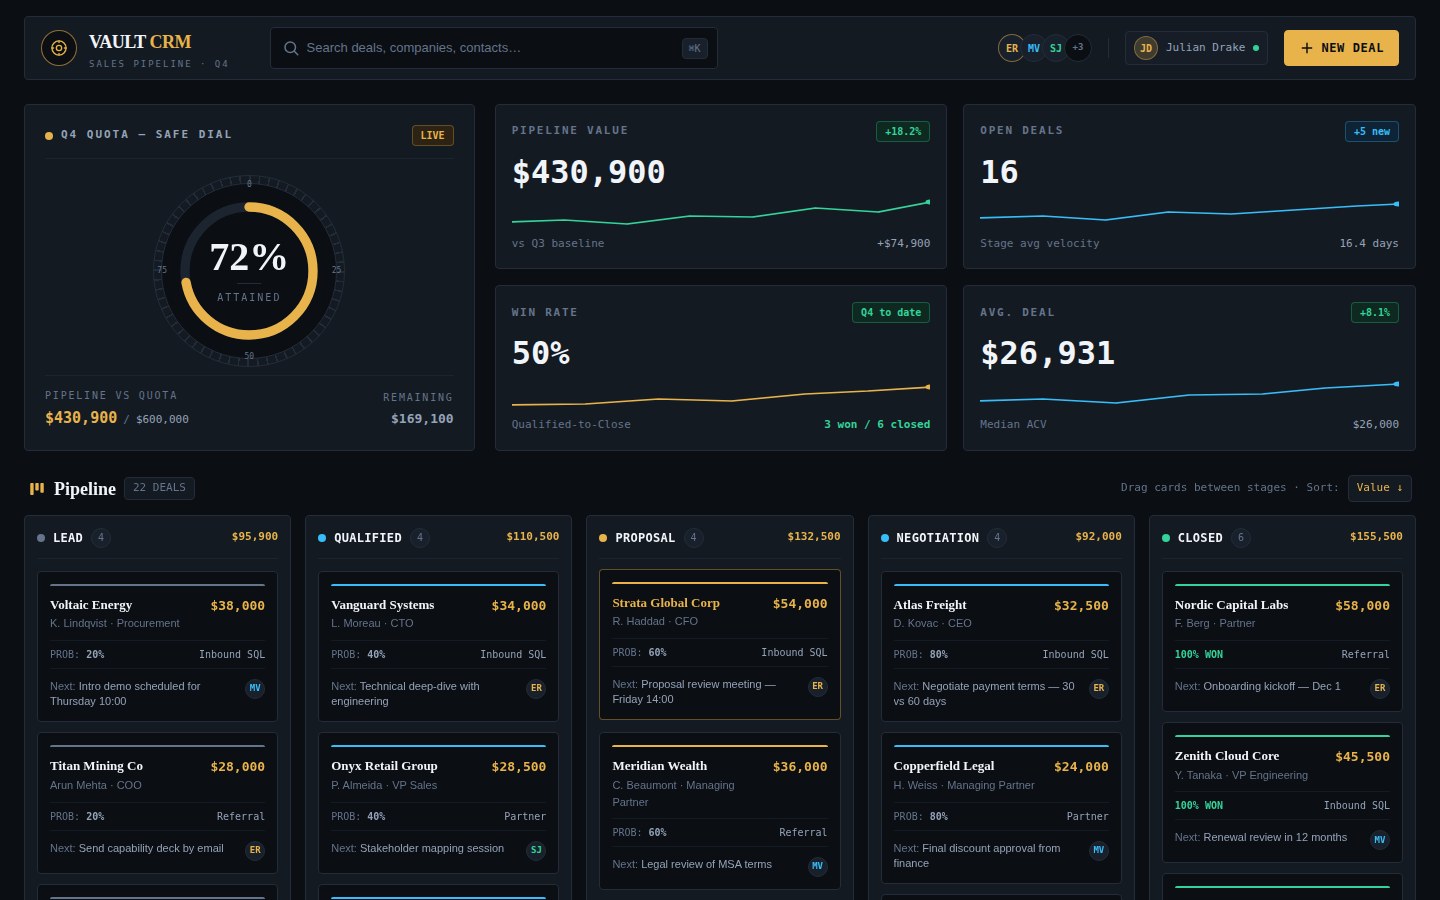 VAULT CRM
SALES PIPELINE · Q4
Search deals, companies, contacts…
⌘K
ER
MV
SJ
+3
JD
Julian Drake
NEW DEAL
Q4 QUOTA — SAFE DIAL
LIVE
0
25
50
75
72%
ATTAINED
PIPELINE VS QUOTA
$430,900 / $600,000
REMAINING
$169,100
PIPELINE VALUE
+18.2%
$430,900
vs Q3 baseline
+$74,900
OPEN DEALS
+5 new
16
Stage avg velocity
16.4 days
WIN RATE
Q4 to date
50%
Qualified-to-Close
3 won / 6 closed
AVG. DEAL
+8.1%
$26,931
Median ACV
$26,000
Pipeline
22 DEALS
Drag cards between stages · Sort:
Value ↓
LEAD
4
$95,900
Voltaic Energy
$38,000
K. Lindqvist · Procurement
PROB: 20%
Inbound SQL
Next: Intro demo scheduled for
Thursday 10:00
MV
Titan Mining Co
$28,000
Arun Mehta · COO
PROB: 20%
Referral
Next: Send capability deck by email
ER
QUALIFIED
4
$110,500
Vanguard Systems
$34,000
L. Moreau · CTO
PROB: 40%
Inbound SQL
Next: Technical deep-dive with
engineering
ER
Onyx Retail Group
$28,500
P. Almeida · VP Sales
PROB: 40%
Partner
Next: Stakeholder mapping session
SJ
PROPOSAL
4
$132,500
Strata Global Corp
$54,000
R. Haddad · CFO
PROB: 60%
Inbound SQL
Next: Proposal review meeting —
Friday 14:00
ER
Meridian Wealth
$36,000
C. Beaumont · Managing
Partner
PROB: 60%
Referral
Next: Legal review of MSA terms
MV
NEGOTIATION
4
$92,000
Atlas Freight
$32,500
D. Kovac · CEO
PROB: 80%
Inbound SQL
Next: Negotiate payment terms — 30
vs 60 days
ER
Copperfield Legal
$24,000
H. Weiss · Managing Partner
PROB: 80%
Partner
Next: Final discount approval from
finance
MV
CLOSED
6
$155,500
Nordic Capital Labs
$58,000
F. Berg · Partner
100% WON
Referral
Next: Onboarding kickoff — Dec 1
ER
Zenith Cloud Core
$45,500
Y. Tanaka · VP Engineering
100% WON
Inbound SQL
Next: Renewal review in 12 months
MV